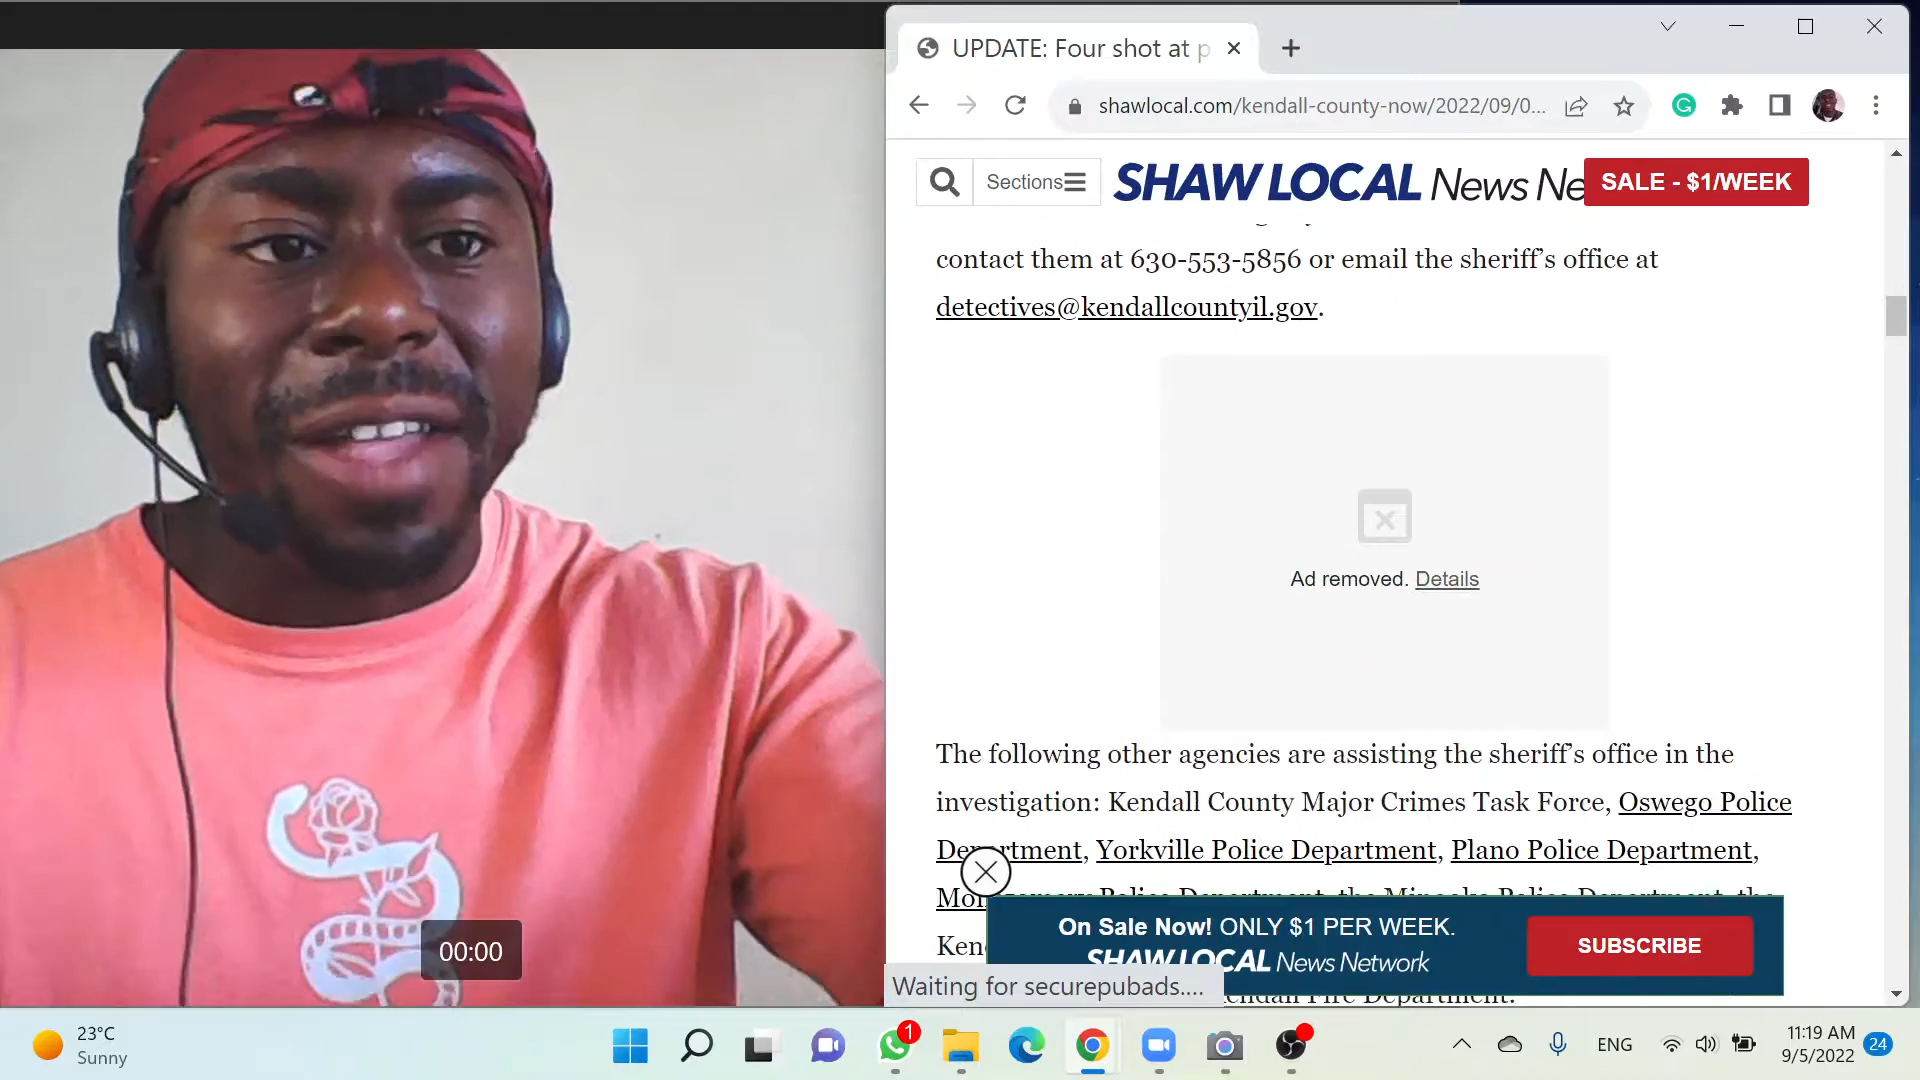 UPDATE: Four shot at p
shawlocal.com/kendall-county-now/2022/09/0...
Sections
SHAW LOCAL News Ne
SALE - $1/WEEK
contact them at 630-553-5856 or email the sheriff’s office at
detectives@kendallcountyil.gov.
Ad removed. Details
The following other agencies are assisting the sheriff’s office in the
investigation: Kendall County Major Crimes Task Force, Oswego Police
Department, Yorkville Police Department, Plano Police Department,
On Sale Now! ONLY $1 PER WEEK.
SHAW LOCAL News Network
SUBSCRIBE
Waiting for securepubads....
00:00
23°C
Sunny
1
ENG
11:19 AM
9/5/2022
24